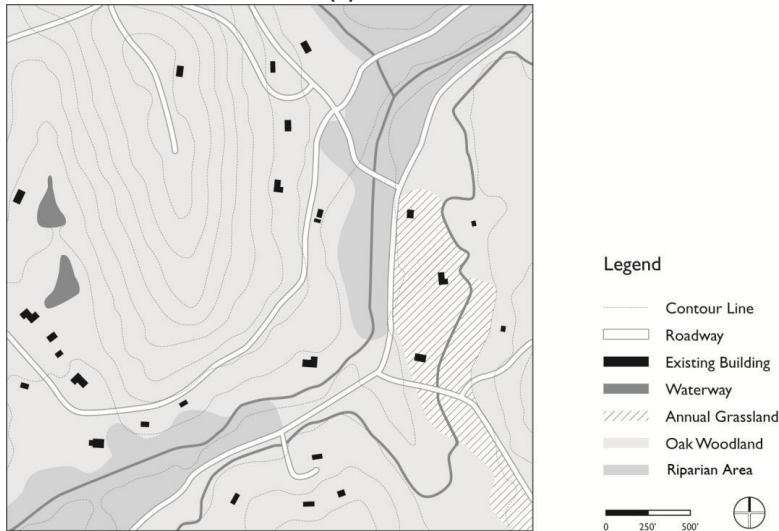 Legend
Contour Line
Roadway
Existing Building
Waterway
Annual Grassland
Oak Woodland
Riparian Area
0 250' 500'